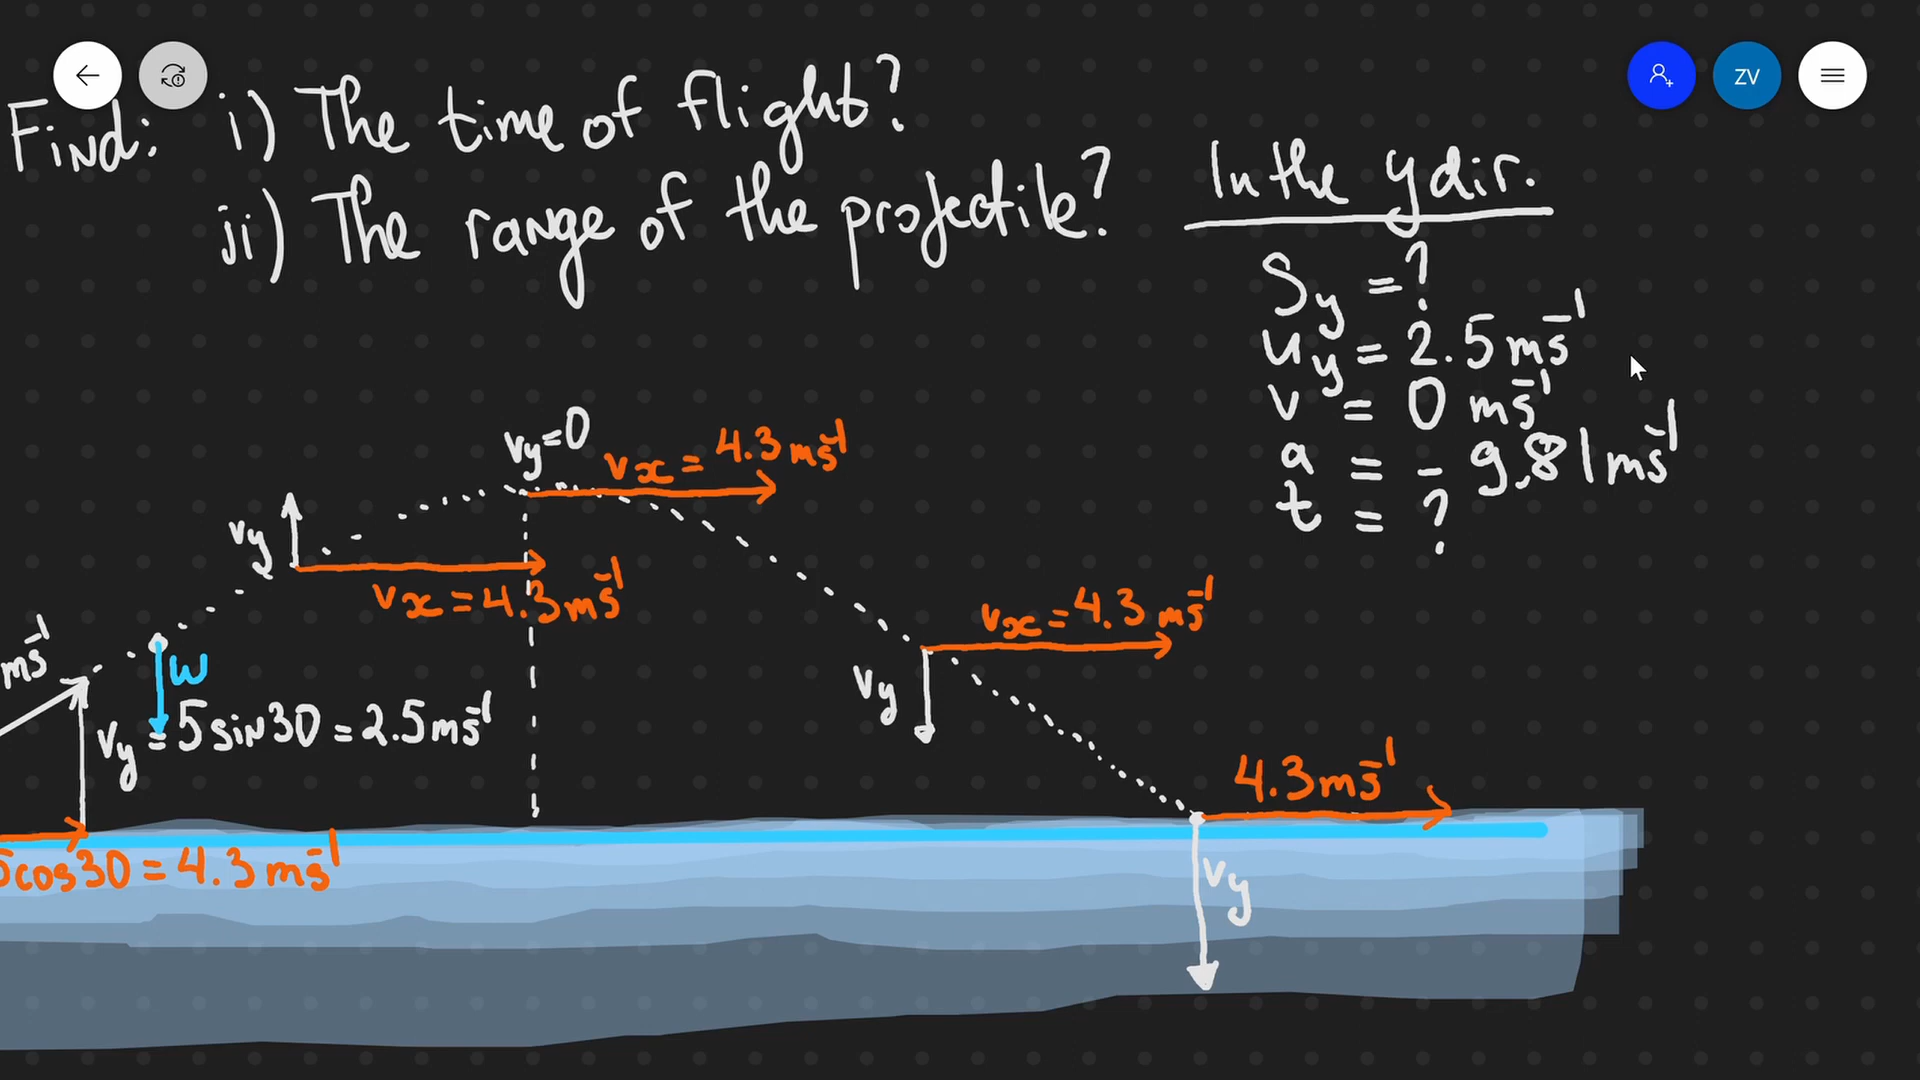 Find: i) The time of flight?
ii) The range of the projectile?
ZV
In the y dir.
Sy = ?
uy = 2.5 ms⁻¹
v = 0 ms⁻¹
a = - 9.81 ms⁻¹
t = ?
vy=0
vx = 4.3 ms⁻¹
vy
vx = 4.3 ms⁻¹
vx = 4.3 ms⁻¹
vy
ms⁻¹
W
vy = 5 sin 30 = 2.5 ms⁻¹
4.3 ms⁻¹
5cos30 = 4.3 ms⁻¹
vy